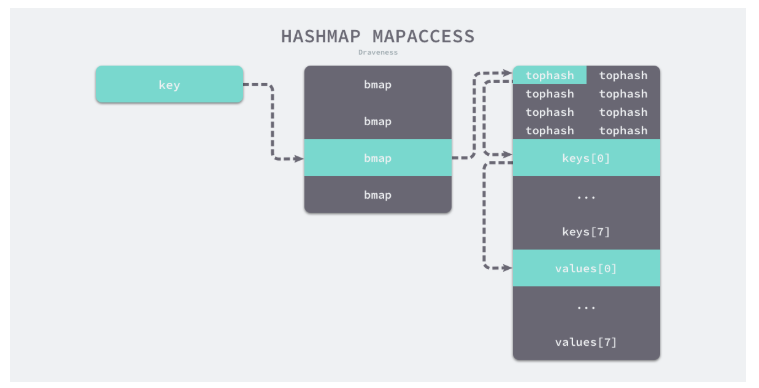 HASHMAP MAPACCESS
Draveness
key
bmap
bmap
bmap
bmap
tophash tophash
tophash tophash
tophash tophash
tophash tophash
keys[0]
...
keys[7]
values[0]
...
values[7]